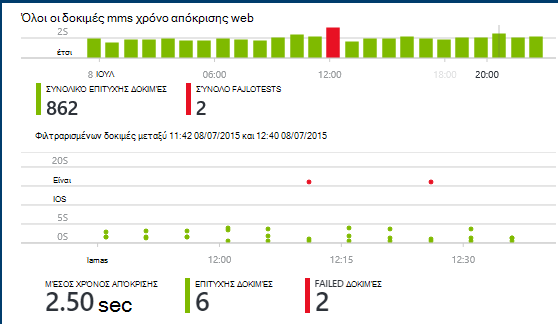 Όλοι οι δοκιμές mms χρόνο απόκρισης web
2S
έτσι
8 ΙΟΥΛ 06:00 12:00 18:00 20:00
ΣΥΝΟΛΙΚΟ ΕΠΙΤΥΧΗΣ ΔΟΚΙΜΈΣ ΣΥΝΟΛΟ FAJLOTESTS
862 2
Φιλτραρισμένων δοκιμές μεταξύ 11:42 08/07/2015 και 12:40 08/07/2015
20S
Είναι
IOS
5S
0S
lamas 12:00 12:15 12:30
ΜΈΣΟΣ ΧΡΌΝΟΣ ΑΠΌΚΡΙΣΗΣ ΕΠΙΤΥΧΗΣ ΔΟΚΙΜΈΣ FAILED ΔΟΚΙΜΈΣ
2.50 sec 6 2